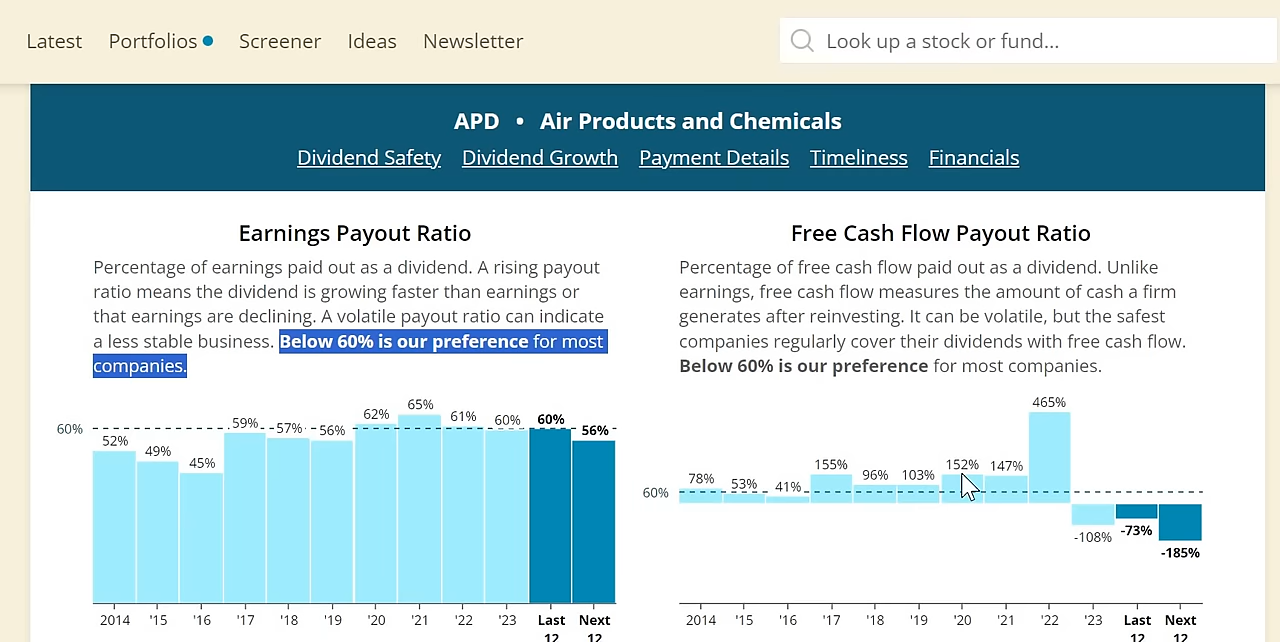 Latest Portfolios Screener Ideas Newsletter Look up a stock or fund...
APD • Air Products and Chemicals
Dividend Safety Dividend Growth Payment Details Timeliness Financials
Earnings Payout Ratio
Percentage of earnings paid out as a dividend. A rising payout
ratio means the dividend is growing faster than earnings or
that earnings are declining. A volatile payout ratio can indicate
a less stable business. Below 60% is our preference for most
companies.
65%
62%
61%
60%
60%
59%
57%
56%
56%
60%
52%
49%
45%
2014 '15 '16 '17 '18 '19 '20 '21 '22 '23 Last Next
12 12
Free Cash Flow Payout Ratio
Percentage of free cash flow paid out as a dividend. Unlike
earnings, free cash flow measures the amount of cash a firm
generates after reinvesting. It can be volatile, but the safest
companies regularly cover their dividends with free cash flow.
Below 60% is our preference for most companies.
465%
155%
152%
147%
78%
96%
103%
53%
41%
60%
-73%
-108%
-185%
2014 '15 '16 '17 '18 '19 '20 '21 '22 '23 Last Next
12 12